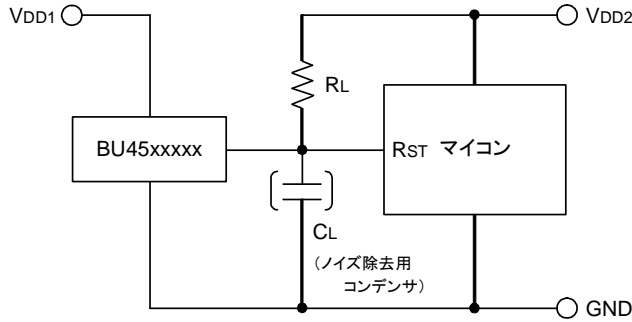 VDD1
VDD2
RL
BU45xxxxx
RST マイコン
CL
(ノイズ除去用
コンデンサ)
GND